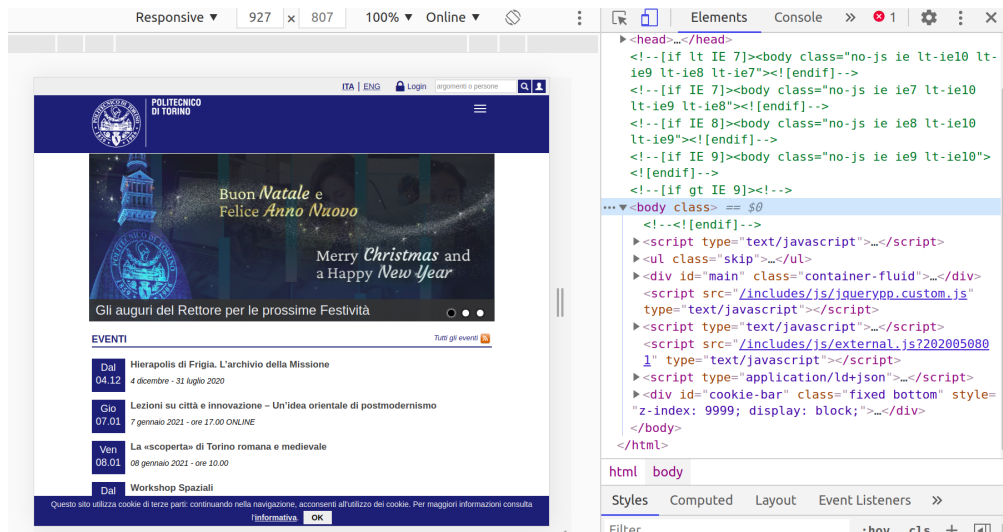 Responsive ▼ 927 x 807 100% ▼ Online ▼
ITA | ENG Login argomenti o persone
POLITECNICO
DI TORINO
Buon Natale e
Felice Anno Nuovo
Merry Christmas and
a Happy New Year
Gli auguri del Rettore per le prossime Festività
EVENTI Tutti gli eventi
Dal
04.12
Hierapolis di Frigia. L'archivio della Missione
4 dicembre - 31 luglio 2020
Gio
07.01
Lezioni su città e innovazione – Un'idea orientale di postmodernismo
7 gennaio 2021 - ore 17.00 ONLINE
Ven
08.01
La «scoperta» di Torino romana e medievale
08 gennaio 2021 - ore 10.00
Dal
Workshop Spaziali
Questo sito utilizza cookie di terze parti: continuando nella navigazione, acconsenti all'utilizzo dei cookie. Per maggiori informazioni consulta
l'informativa. OK
Elements Console » 1
▶<head>…</head>
<!--[if lt IE 7]><body class="no-js ie lt-ie10 lt-
ie9 lt-ie8 lt-ie7"><![endif]-->
<!--[if IE 7]><body class="no-js ie ie7 lt-ie10
lt-ie9 lt-ie8"><![endif]-->
<!--[if IE 8]><body class="no-js ie ie8 lt-ie10
lt-ie9"><![endif]-->
<!--[if IE 9]><body class="no-js ie ie9 lt-ie10">
<![endif]-->
<!--[if gt IE 9]><!-->
••• ▼<body class> == $0
<!--<![endif]-->
▶<script type="text/javascript">…</script>
▶<ul class="skip">…</ul>
▶<div id="main" class="container-fluid">…</div>
<script src="/includes/js/jquerypp.custom.js"
type="text/javascript"></script>
▶<script type="text/javascript">…</script>
<script src="/includes/js/external.js?202005080
1" type="text/javascript"></script>
▶<script type="application/ld+json">…</script>
▶<div id="cookie-bar" class="fixed bottom" style=
"z-index: 9999; display: block;">…</div>
</body>
</html>
html body
Styles Computed Layout Event Listeners »
Filter :hov .cls +